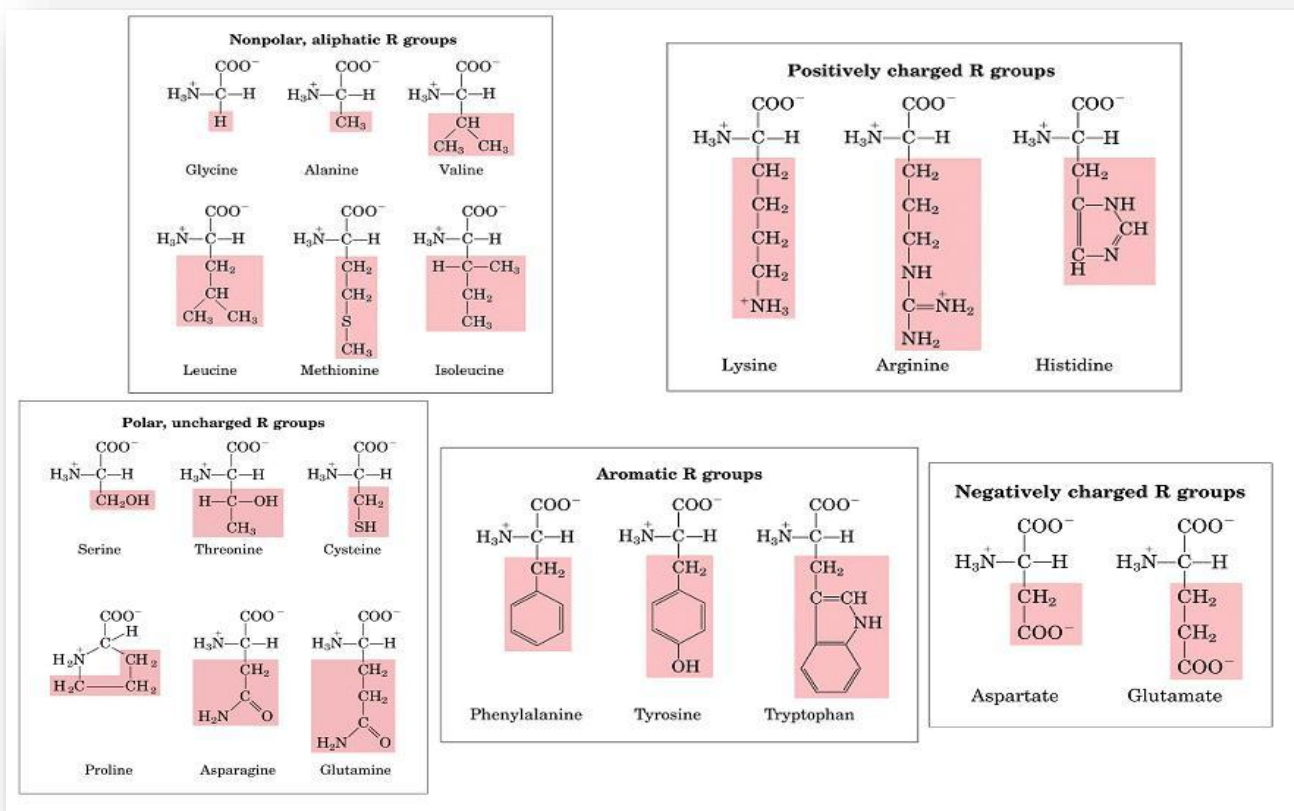 Nonpolar, aliphatic R groups
COO⁻ COO⁻ COO⁻
H₃N⁺—C—H H₃N⁺—C—H H₃N⁺—C—H
H CH₃ CH
CH₃ CH₃
Glycine Alanine Valine
COO⁻ COO⁻ COO⁻
H₃N⁺—C—H H₃N⁺—C—H H₃N⁺—C—H
CH₂ CH₂ H—C—CH₃
CH CH₂ CH₂
CH₃ CH₃ S CH₃
CH₃
Leucine Methionine Isoleucine
Positively charged R groups
COO⁻ COO⁻ COO⁻
H₃N⁺—C—H H₃N⁺—C—H H₃N⁺—C—H
CH₂ CH₂ CH₂
CH₂ CH₂ C—NH
CH₂ CH₂ CH
CH₂ NH C—N
⁺NH₃ C=N⁺H₂ H
NH₂
Lysine Arginine Histidine
Polar, uncharged R groups
COO⁻ COO⁻ COO⁻
H₃N⁺—C—H H₃N⁺—C—H H₃N⁺—C—H
CH₂OH H—C—OH CH₂
CH₃ SH
Serine Threonine Cysteine
COO⁻ COO⁻ COO⁻
C H H₃N⁺—C—H H₃N⁺—C—H
H₂N⁺ CH₂ CH₂ CH₂
H₂C CH₂ C CH₂
H₂N O C
H₂N O
Proline Asparagine Glutamine
Aromatic R groups
COO⁻ COO⁻ COO⁻
H₃N⁺—C—H H₃N⁺—C—H H₃N⁺—C—H
CH₂ CH₂ CH₂
C=CH
NH
OH
Phenylalanine Tyrosine Tryptophan
Negatively charged R groups
COO⁻ COO⁻
H₃N⁺—C—H H₃N⁺—C—H
CH₂ CH₂
COO⁻ CH₂
COO⁻
Aspartate Glutamate